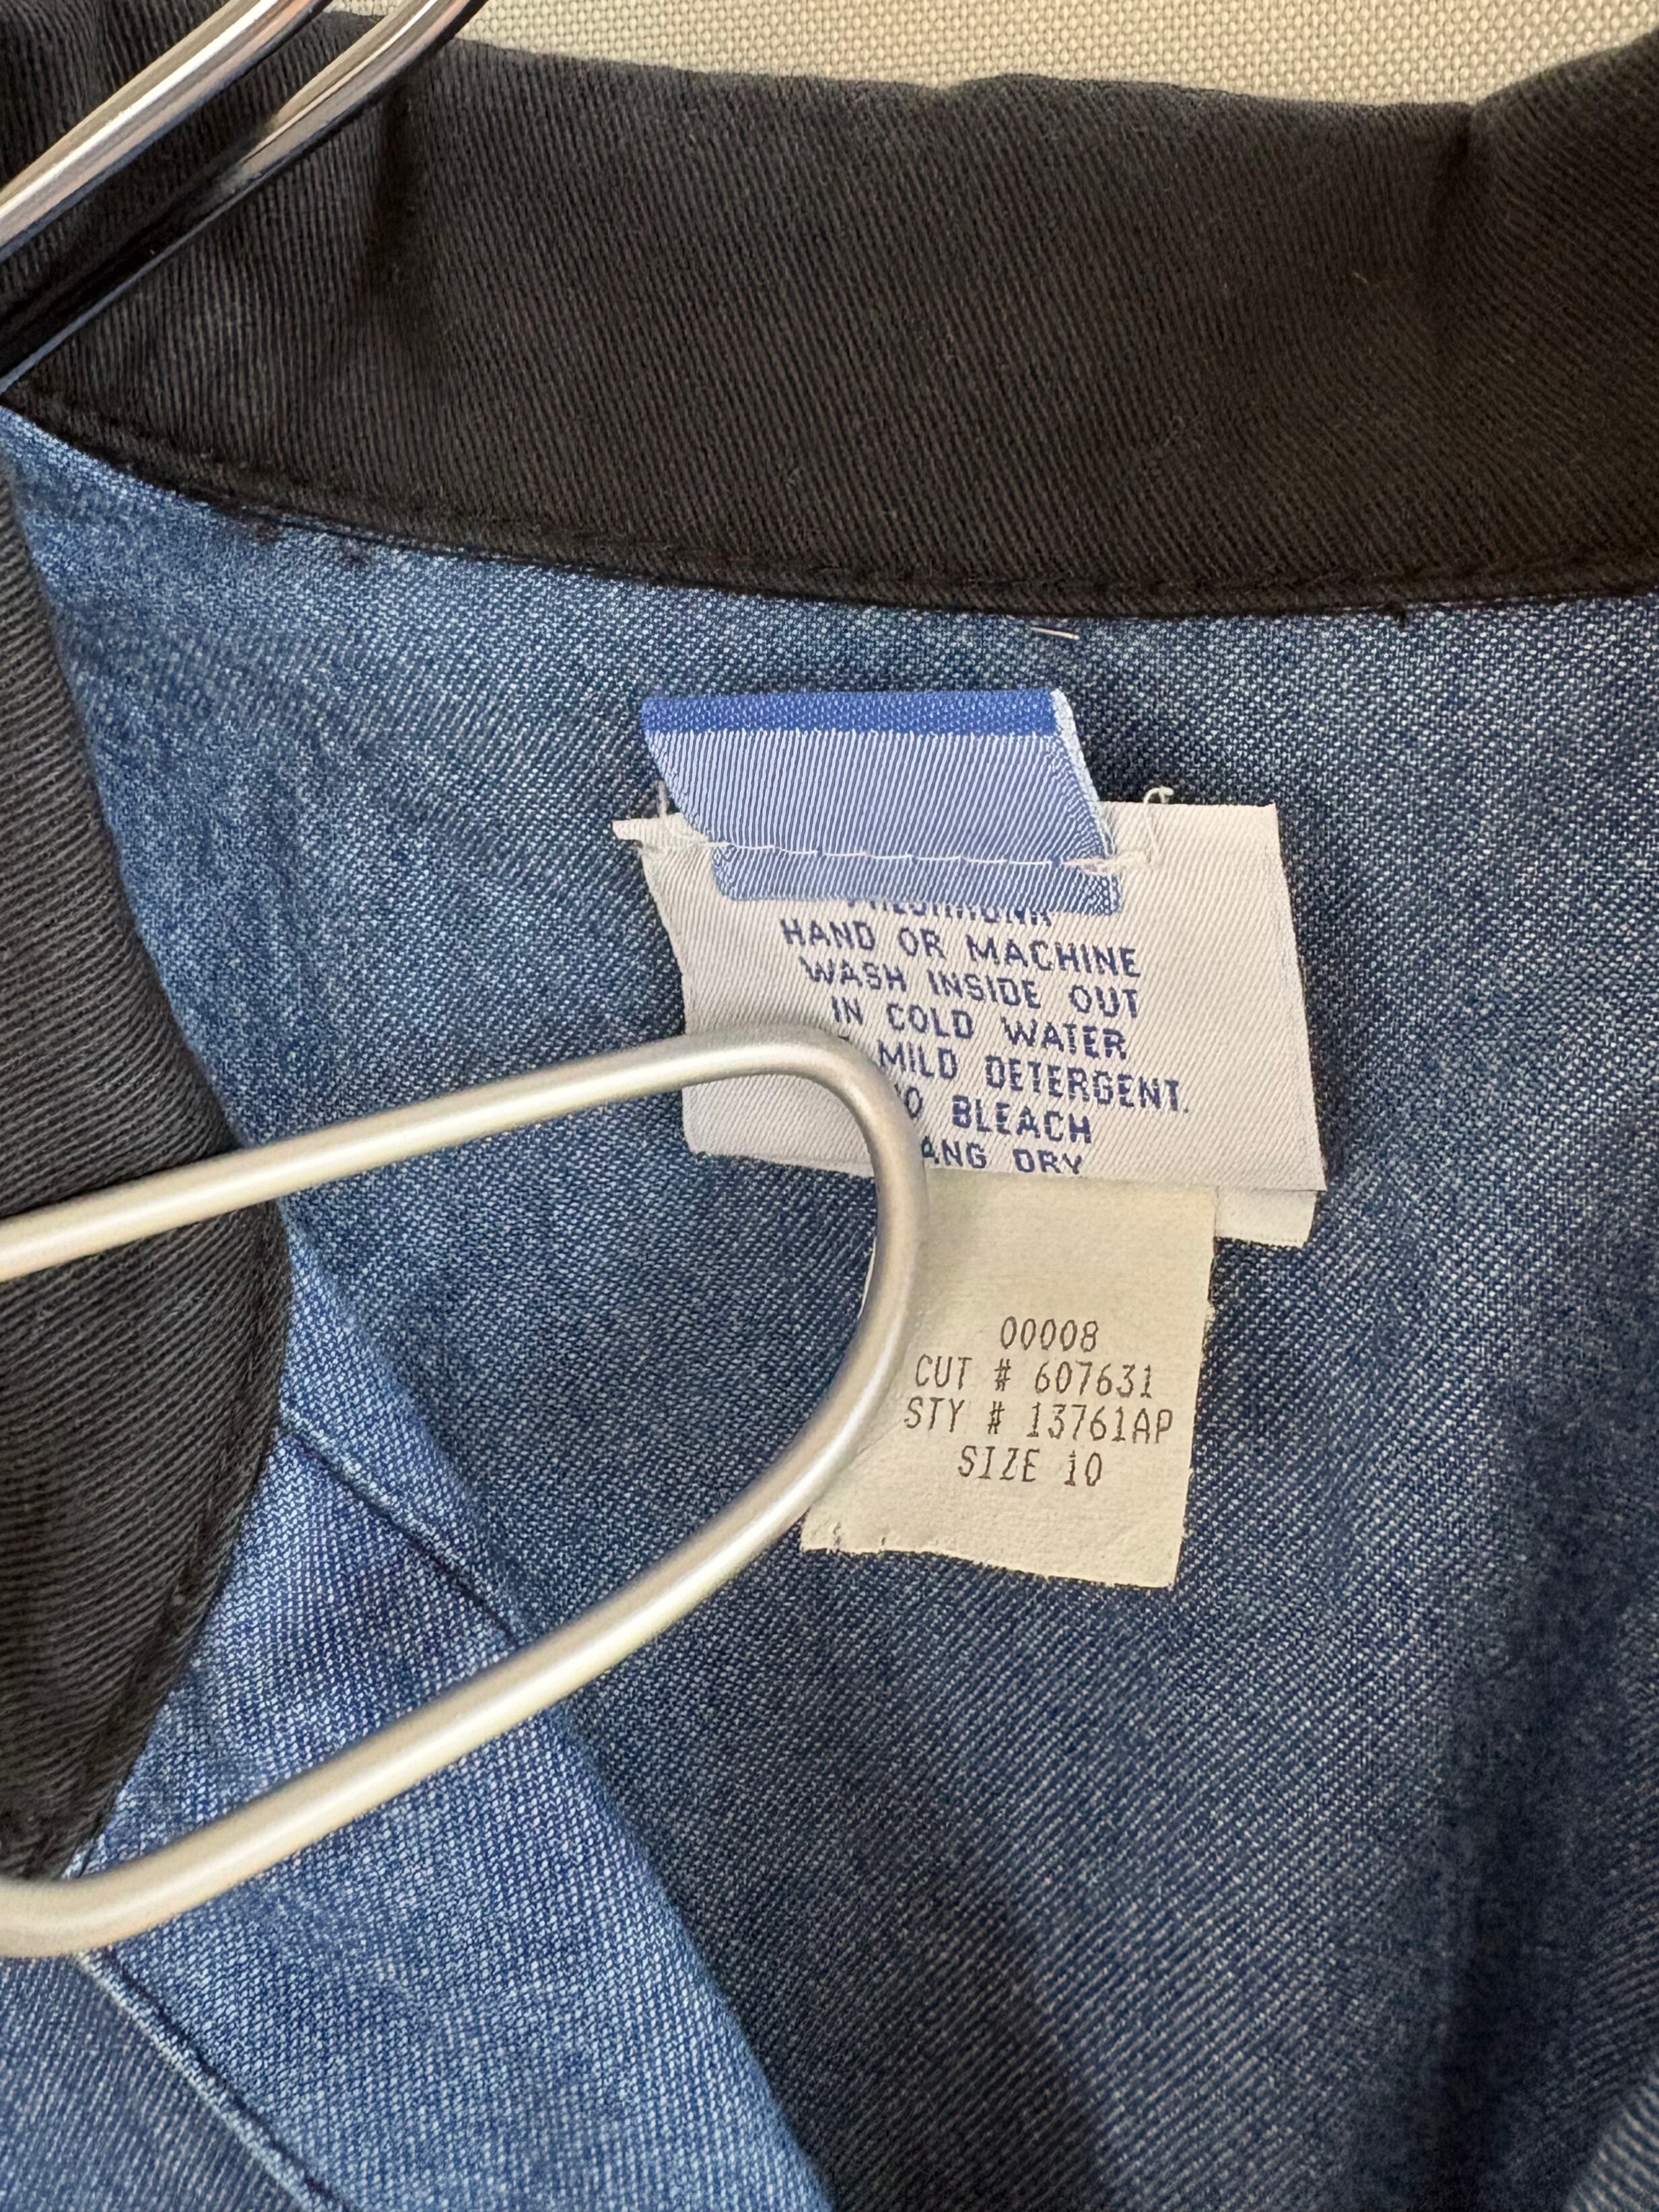 HAND OR MACHINE
WASH INSIDE OUT
IN COLD WATER
MILD DETERGENT.
BLEACH
DRY
00008
CUT # 607631
STY # 13761AP
SIZE 10